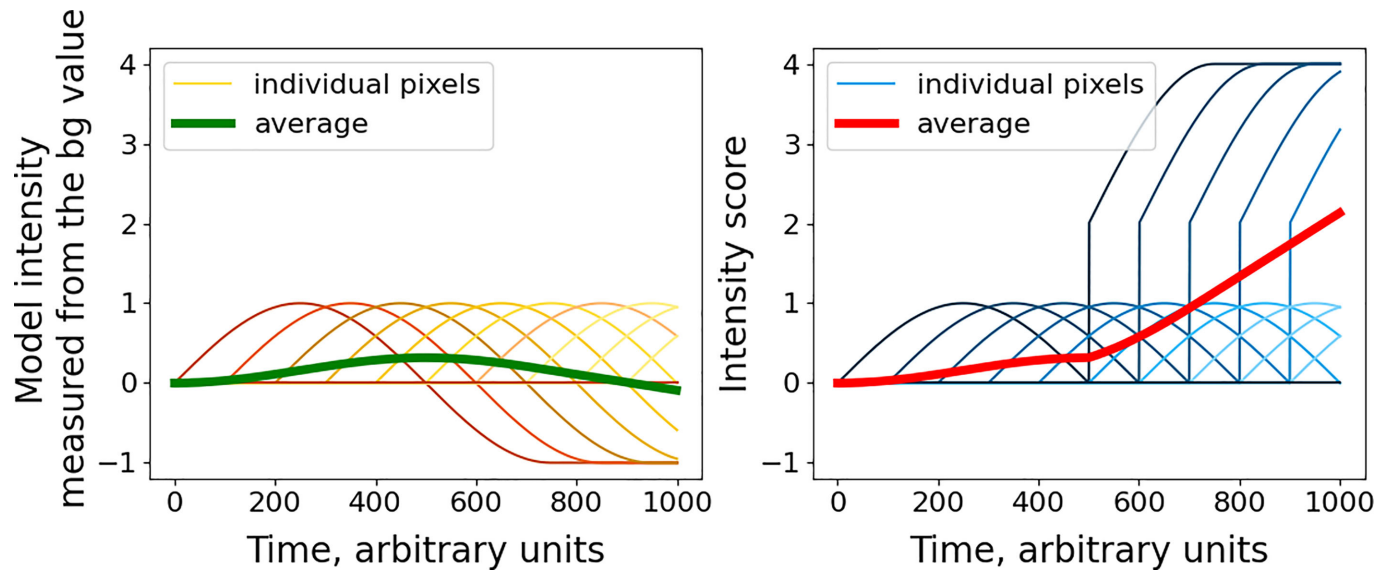 Model intensity
measured from the bg value
4
3
2
1
0
−1
individual pixels
average
0
200
400
600
800
1000
Time, arbitrary units
Intensity score
4
3
2
1
0
−1
individual pixels
average
0
200
400
600
800
1000
Time, arbitrary units